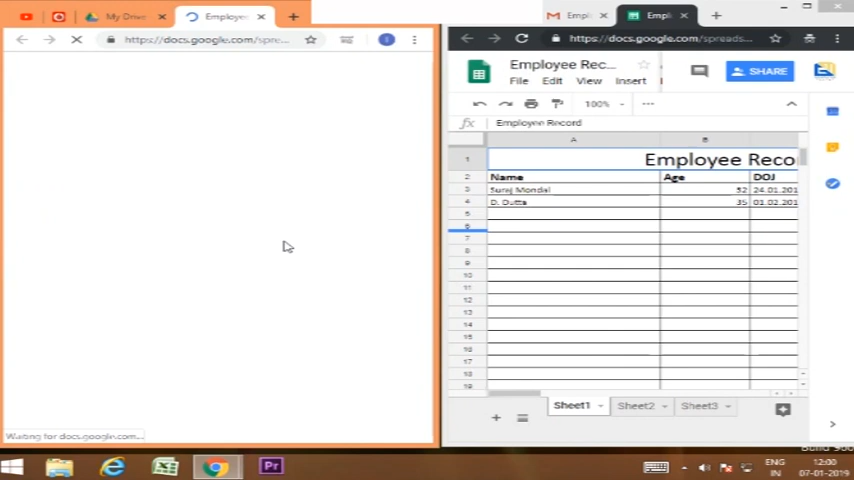 My Drive
Employee
https://docs.google.com/spre...
Waiting for docs.google.com...
Empl
Empl
https://docs.google.com/spreads...
Employee Rec...
File Edit View Insert
SHARE
100%
fx Employee Record
A B
1 Employee Reco
2 Name Age DOJ
3 Suraj Mondal 52 24.01.201
4 D. Dutta 35 01.02.201
5
6
7
8
9
10
11
12
13
14
15
16
17
18
19
Sheet1 Sheet2 Sheet3
Pr
ENG
IN
12:00
07-01-2019